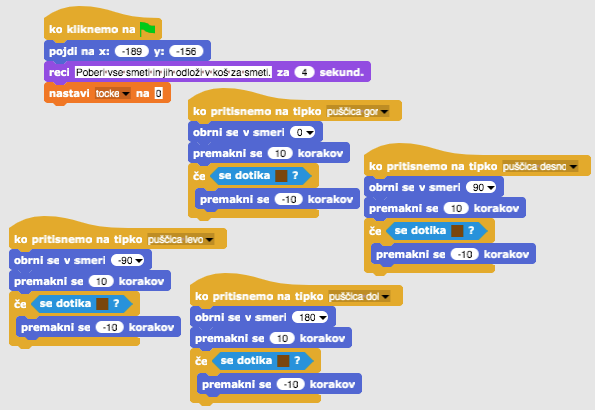 ko kliknemo na
pojdi na x: -189 y: -156
reci Poberi vse smeti in jih odloži v koš za smeti. za 4 sekund.
nastavi tocke na 0
ko pritisnemo na tipko puščica gor
obrni se v smeri 0
premakni se 10 korakov
če se dotika ?
premakni se -10 korakov
ko pritisnemo na tipko puščica desno
obrni se v smeri 90
premakni se 10 korakov
če se dotika ?
premakni se -10 korakov
ko pritisnemo na tipko puščica levo
obrni se v smeri -90
premakni se 10 korakov
če se dotika ?
premakni se -10 korakov
ko pritisnemo na tipko puščica dol
obrni se v smeri 180
premakni se 10 korakov
če se dotika ?
premakni se -10 korakov